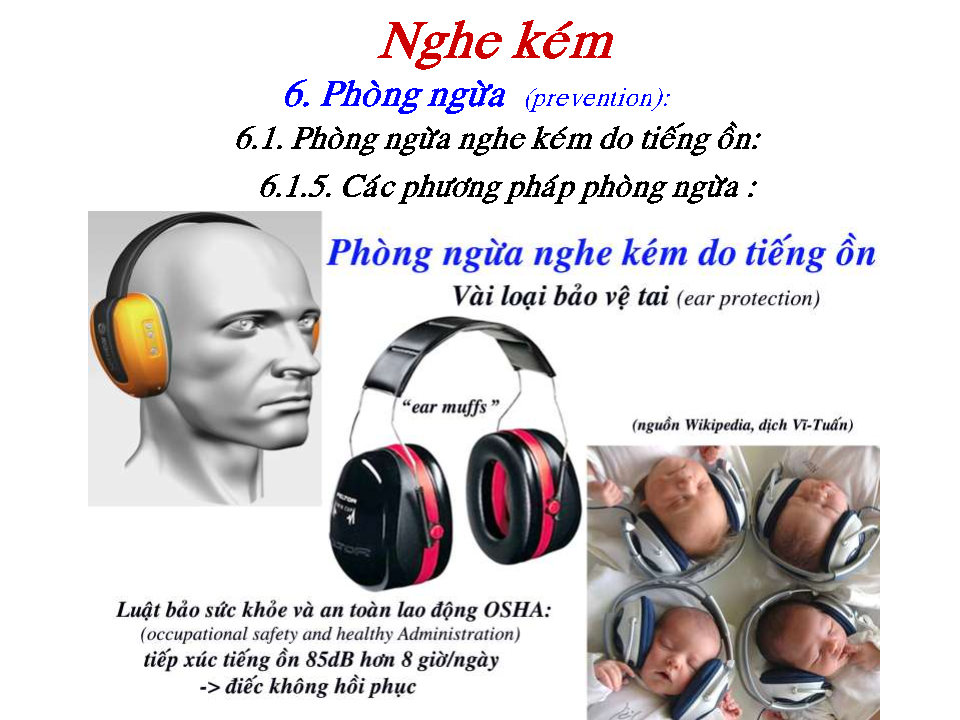 Nghe kém
6. Phòng ngừa (prevention):
6.1. Phòng ngừa nghe kém do tiếng ồn:
6.1.5. Các phương pháp phòng ngừa :
Phòng ngừa nghe kém do tiếng ồn
Vài loại bảo vệ tai (ear protection)
“ear muffs”
(nguồn Wikipedia, dịch Vĩ-Tuấn)
PELTOR
Luật bảo sức khỏe và an toàn lao động OSHA:
(occupational safety and healthy Administration)
tiếp xúc tiếng ồn 85dB hơn 8 giờ/ngày
-> điếc không hồi phục